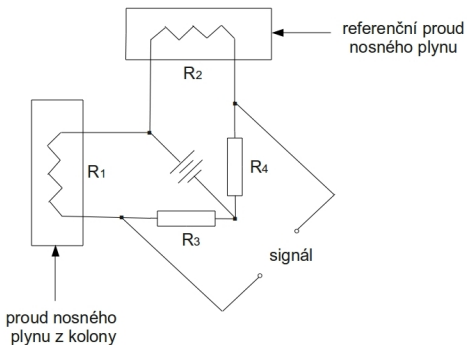 referenční proud
nosného plynu
R2
R1
R4
R3
signál
proud nosného
plynu z kolony